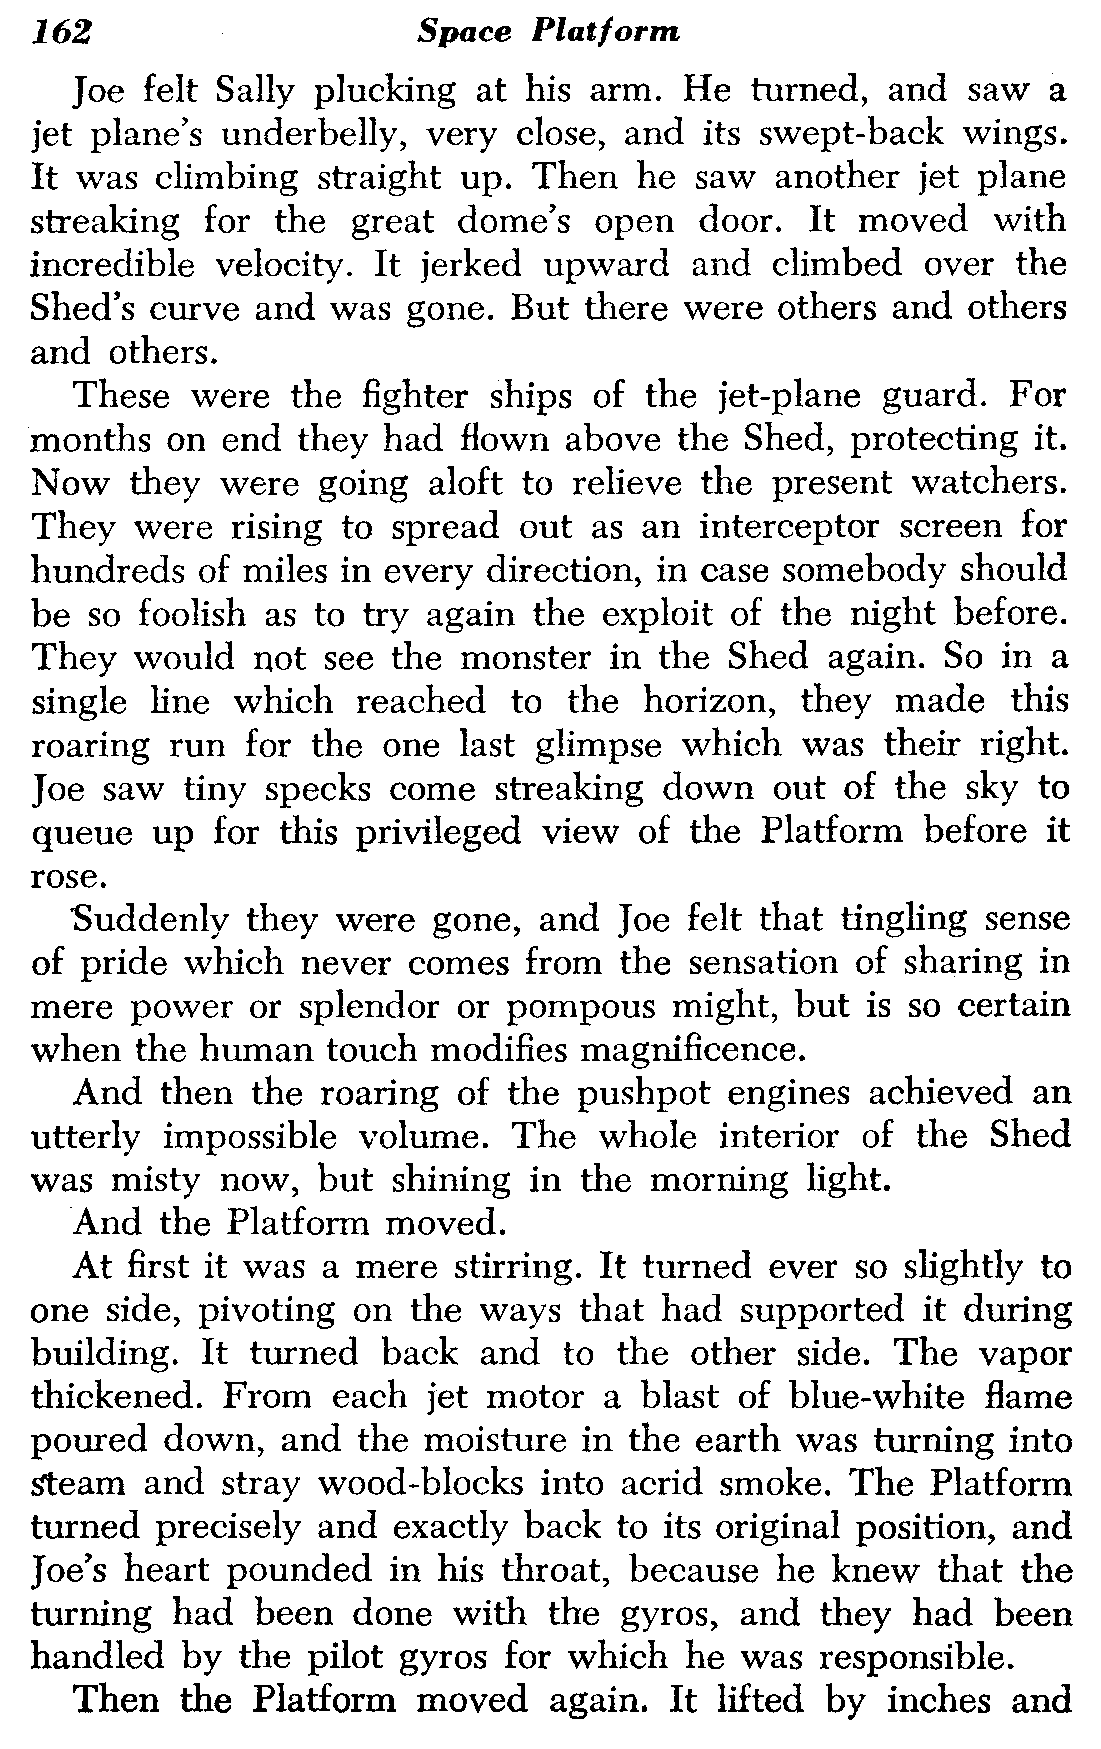 162 Space Platform
Joe felt Sally plucking at his arm. He turned, and saw a
jet plane's underbelly, very close, and its swept-back wings.
It was climbing straight up. Then he saw another jet plane
streaking for the great dome's open door. It moved with
incredible velocity. It jerked upward and climbed over the
Shed's curve and was gone. But there were others and others
and others.
These were the fighter ships of the jet-plane guard. For
months on end they had flown above the Shed, protecting it.
Now they were going aloft to relieve the present watchers.
They were rising to spread out as an interceptor screen for
hundreds of miles in every direction, in case somebody should
be so foolish as to try again the exploit of the night before.
They would not see the monster in the Shed again. So in a
single line which reached to the horizon, they made this
roaring run for the one last glimpse which was their right.
Joe saw tiny specks come streaking down out of the sky to
queue up for this privileged view of the Platform before it
rose.
Suddenly they were gone, and Joe felt that tingling sense
of pride which never comes from the sensation of sharing in
mere power or splendor or pompous might, but is so certain
when the human touch modifies magnificence.
And then the roaring of the pushpot engines achieved an
utterly impossible volume. The whole interior of the Shed
was misty now, but shining in the morning light.
And the Platform moved.
At first it was a mere stirring. It turned ever so slightly to
one side, pivoting on the ways that had supported it during
building. It turned back and to the other side. The vapor
thickened. From each jet motor a blast of blue-white flame
poured down, and the moisture in the earth was turning into
steam and stray wood-blocks into acrid smoke. The Platform
turned precisely and exactly back to its original position, and
Joe's heart pounded in his throat, because he knew that the
turning had been done with the gyros, and they had been
handled by the pilot gyros for which he was responsible.
Then the Platform moved again. It lifted by inches and